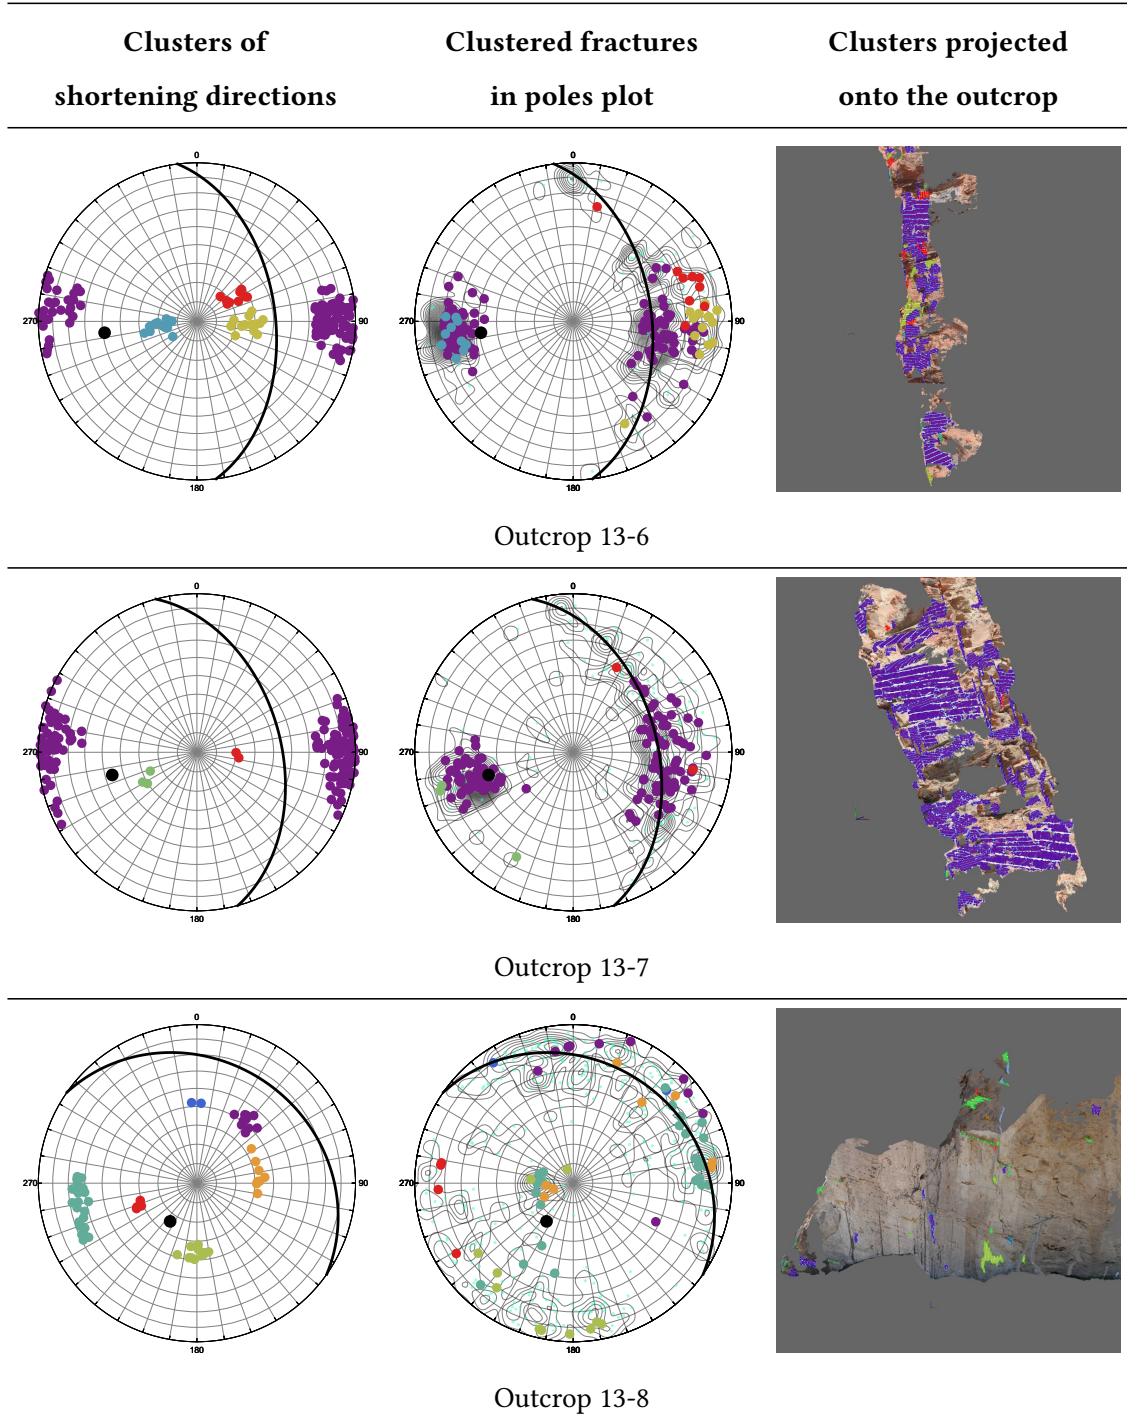 Clusters of
shortening directions
Clustered fractures
in poles plot
Clusters projected
onto the outcrop
0
270
90
180
0
270
90
180
Outcrop 13-6
0
270
90
180
0
270
90
180
Outcrop 13-7
0
270
90
180
0
270
90
180
Outcrop 13-8